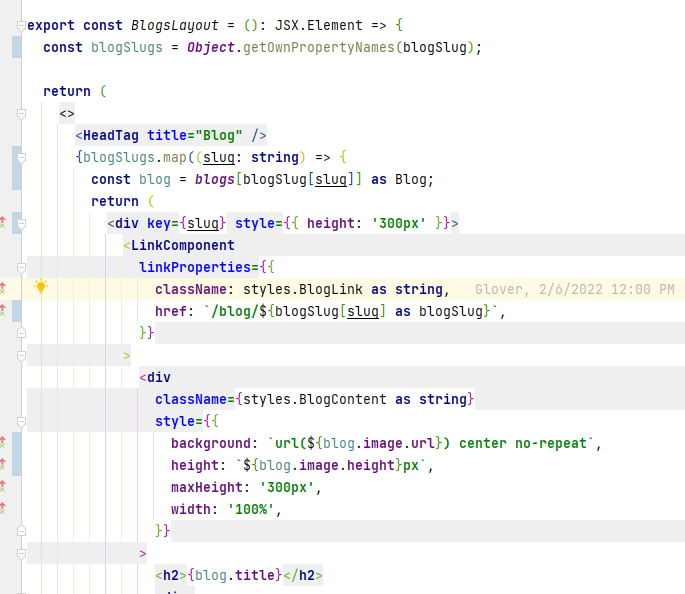 export const BlogsLayout = (): JSX.Element => {
  const blogSlugs = Object.getOwnPropertyNames(blogSlug);

  return (
    <>
      <HeadTag title="Blog" />
      {blogSlugs.map((slug: string) => {
        const blog = blogs[blogSlug[slug]] as Blog;
        return (
          <div key={slug} style={{ height: '300px' }}>
            <LinkComponent
              linkProperties={{
                className: styles.BlogLink as string,   Glover, 2/6/2022 12:00 PM
                href: `/blog/${blogSlug[slug] as blogSlug}`,
              }}
            >
              <div
                className={styles.BlogContent as string}
                style={{
                  background: `url(${blog.image.url}) center no-repeat`,
                  height: `${blog.image.height}px`,
                  maxHeight: '300px',
                  width: '100%',
                }}
              >
                <h2>{blog.title}</h2>